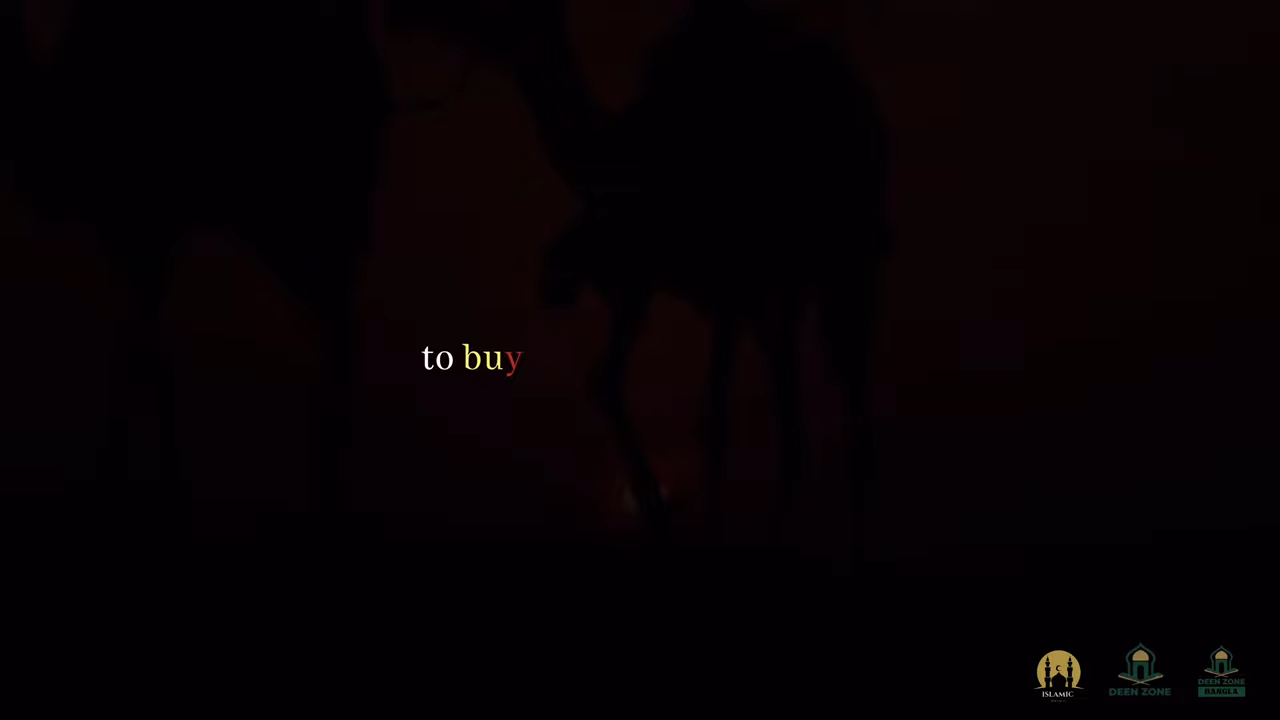 to buy
ISLAMIC
DEEN ZONE
DEEN ZONE
BANGLA